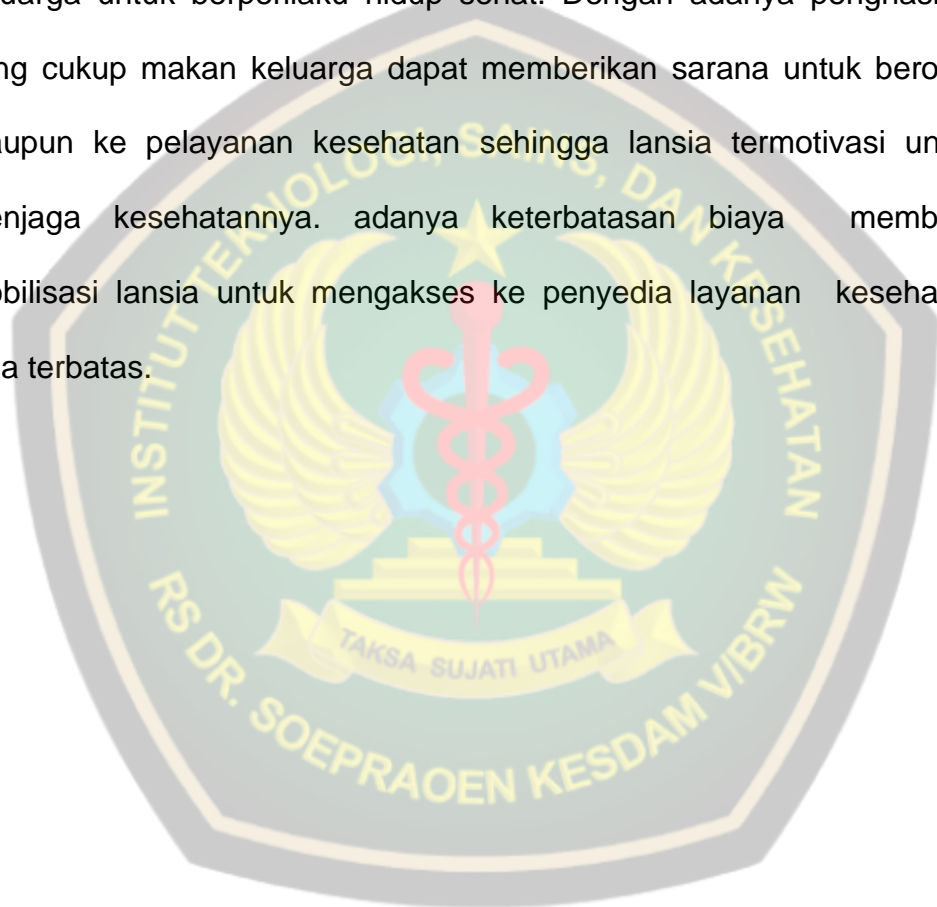 uarga untuk berperilaku hidup sehat. Dengan adanya penghasi
ng cukup makan keluarga dapat memberikan sarana untuk bero
aupun ke pelayanan kesehatan sehingga lansia termotivasi un
enjaga kesehatannya. adanya keterbatasan biaya memb
obilisasi lansia untuk mengakses ke penyedia layanan keseha
a terbatas.
INSTITUT TEKNOLOGI, SAINS, DAN KESEHATAN
TAKSA SUJATI UTAMA
RS DR. SOEPRAOEN KESDAM V/BRW